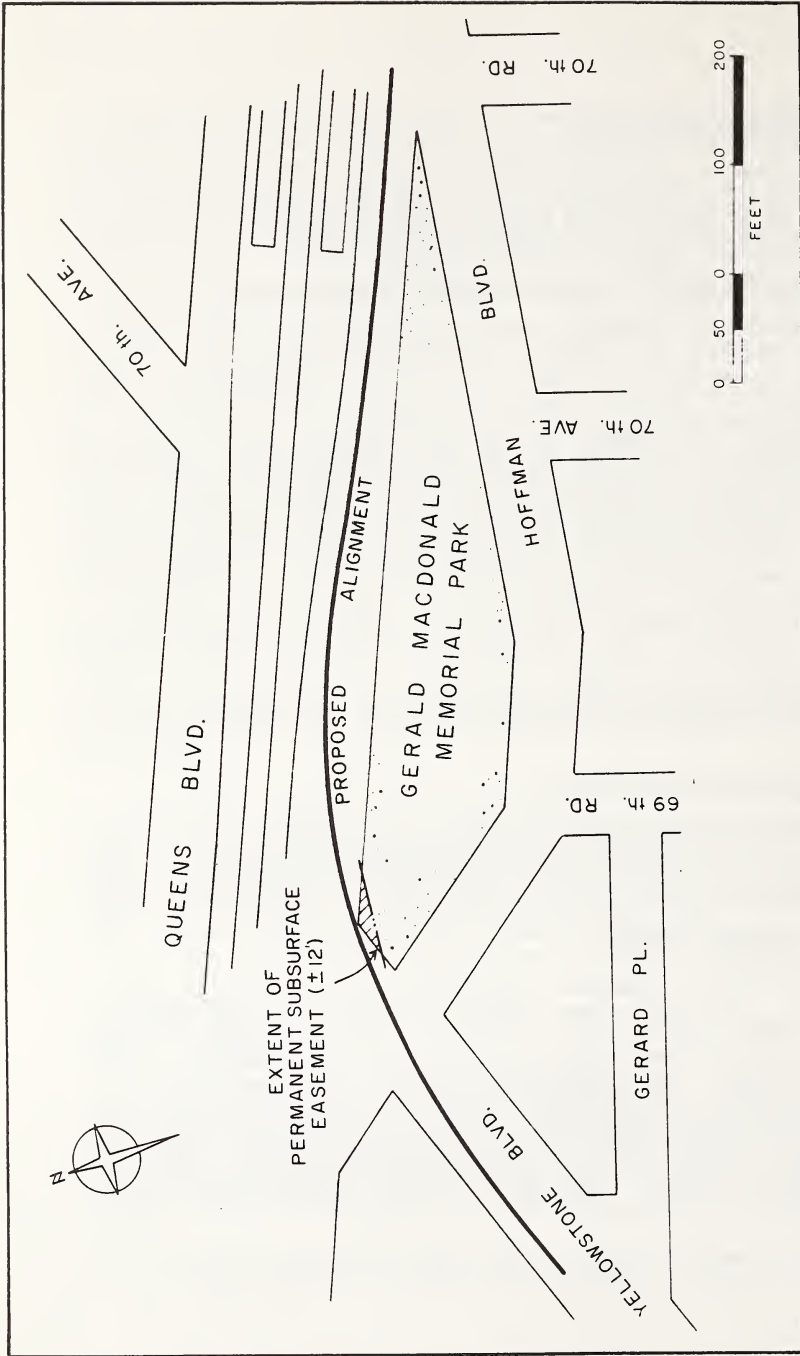 70th. AVE.
QUEENS BLVD.
PROPOSED ALIGNMENT
EXTENT OF
PERMANENT SUBSURFACE
EASEMENT (±12')
GERALD MACDONALD
MEMORIAL PARK
HOFFMAN BLVD.
70th. RD.
70th. AVE.
69th. RD.
GERARD PL.
YELLOWSTONE BLVD.
N
0 50 0 100 200
FEET